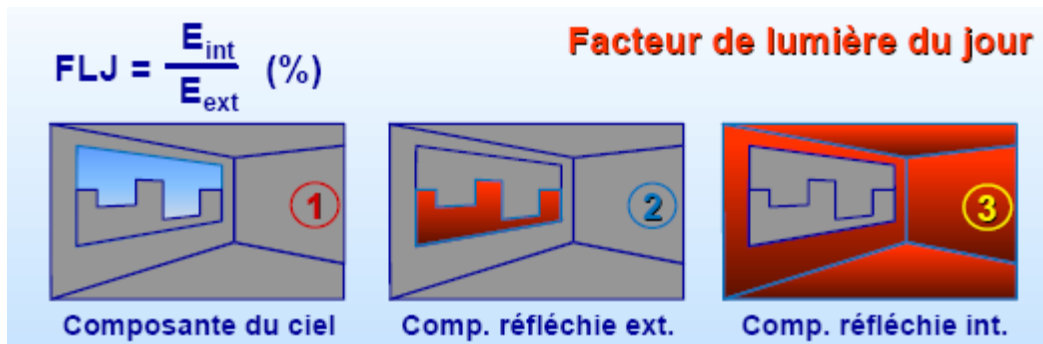 Facteur de lumière du jour
FLJ = E_int / E_ext (%)
1
2
3
Composante du ciel
Comp. réfléchie ext.
Comp. réfléchie int.